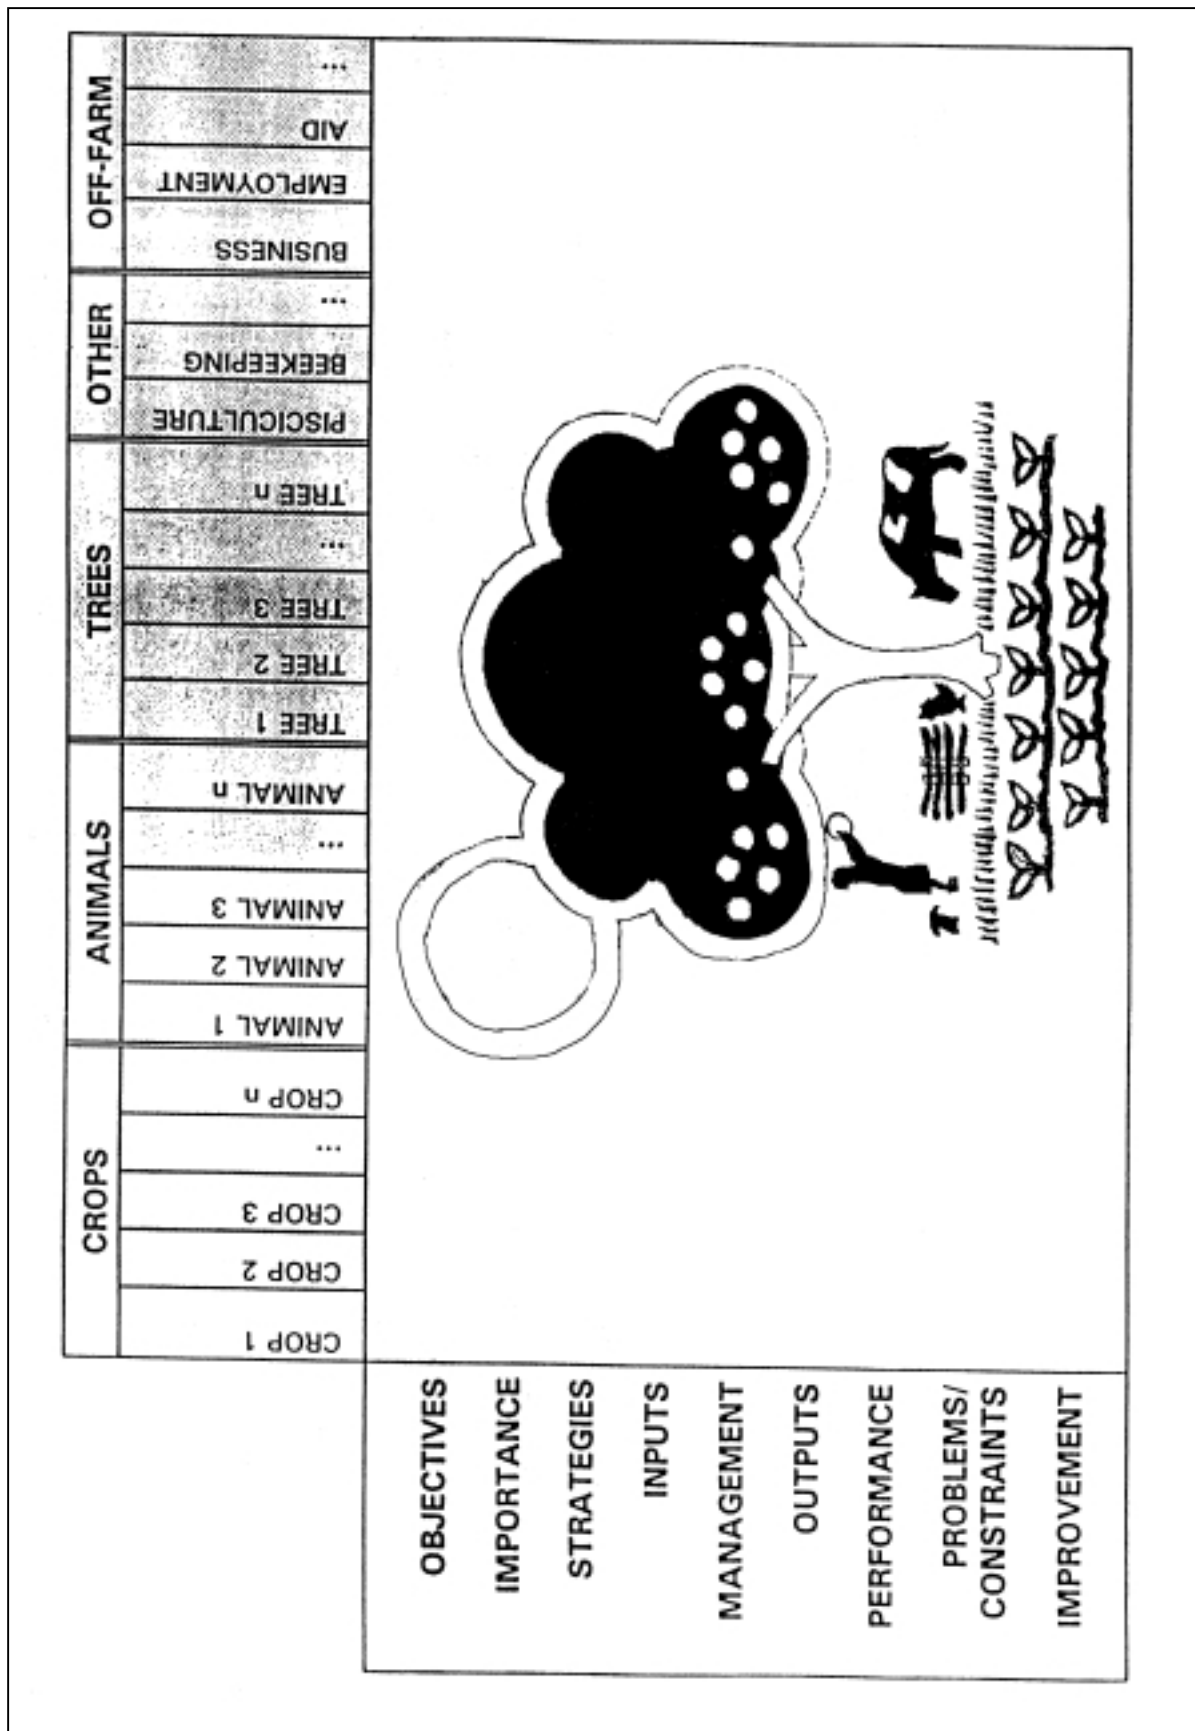 CROPS
ANIMALS
TREES
OTHER
OFF-FARM
CROP 1
CROP 2
CROP 3
...
CROP n
ANIMAL 1
ANIMAL 2
ANIMAL 3
...
ANIMAL n
TREE 1
TREE 2
TREE 3
...
TREE n
PISCICULTURE
BEEKEEPING
...
BUSINESS
EMPLOYMENT
AID
...
OBJECTIVES
IMPORTANCE
STRATEGIES
INPUTS
MANAGEMENT
OUTPUTS
PERFORMANCE
PROBLEMS/
CONSTRAINTS
IMPROVEMENT